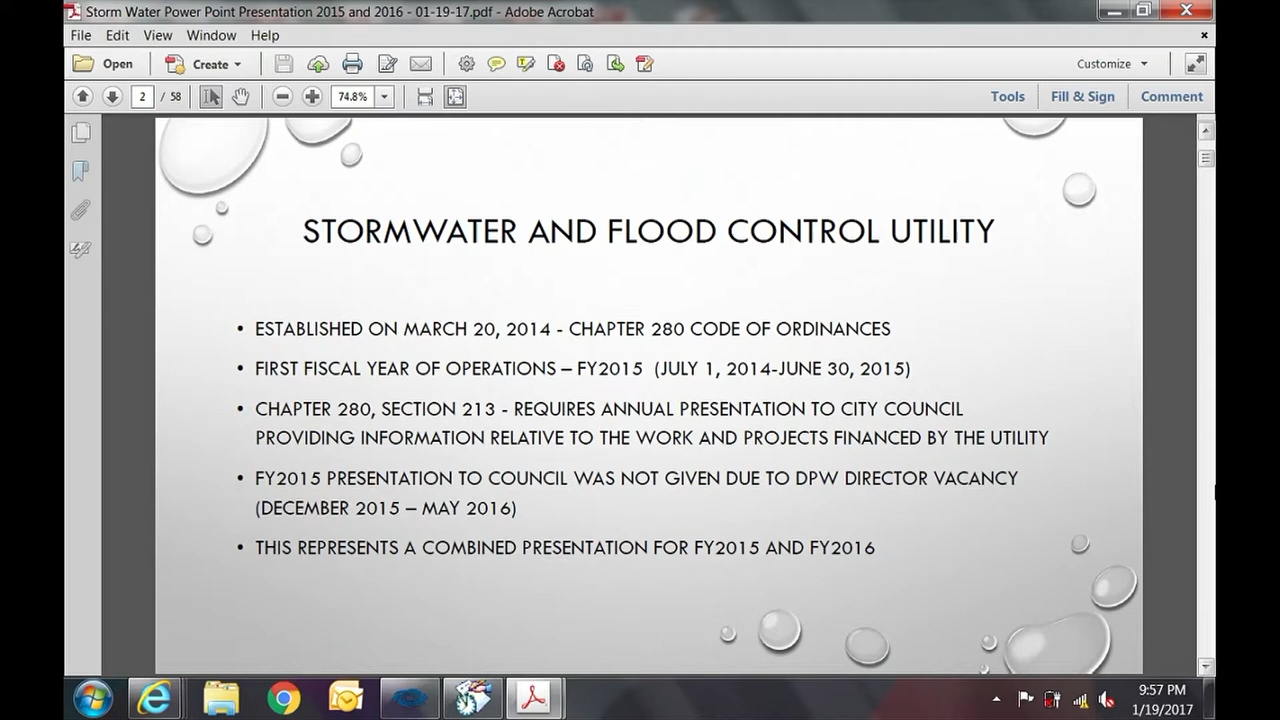 Storm Water Power Point Presentation 2015 and 2016 - 01-19-17.pdf - Adobe Acrobat
File Edit View Window Help
Open Create Customize
2 / 58 74.8% Tools Fill & Sign Comment
STORMWATER AND FLOOD CONTROL UTILITY
• ESTABLISHED ON MARCH 20, 2014 - CHAPTER 280 CODE OF ORDINANCES
• FIRST FISCAL YEAR OF OPERATIONS – FY2015 (JULY 1, 2014-JUNE 30, 2015)
• CHAPTER 280, SECTION 213 - REQUIRES ANNUAL PRESENTATION TO CITY COUNCIL
PROVIDING INFORMATION RELATIVE TO THE WORK AND PROJECTS FINANCED BY THE UTILITY
• FY2015 PRESENTATION TO COUNCIL WAS NOT GIVEN DUE TO DPW DIRECTOR VACANCY
(DECEMBER 2015 – MAY 2016)
• THIS REPRESENTS A COMBINED PRESENTATION FOR FY2015 AND FY2016
9:57 PM
1/19/2017